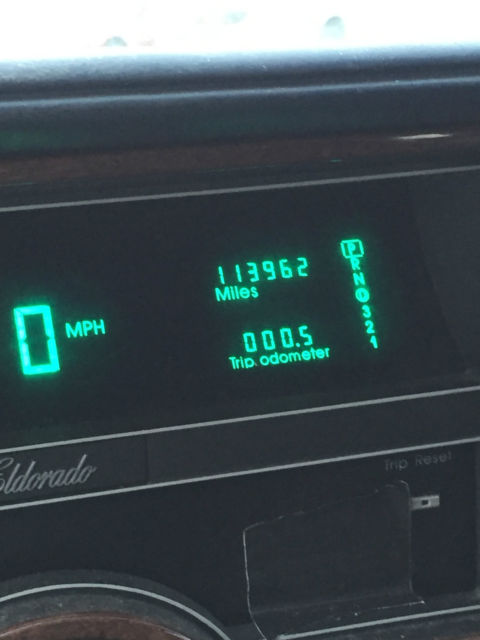 113962
Miles
0 MPH
000.5
Trip odometer
P
R
N
D
3
2
1
Eldorado
Trip Reset